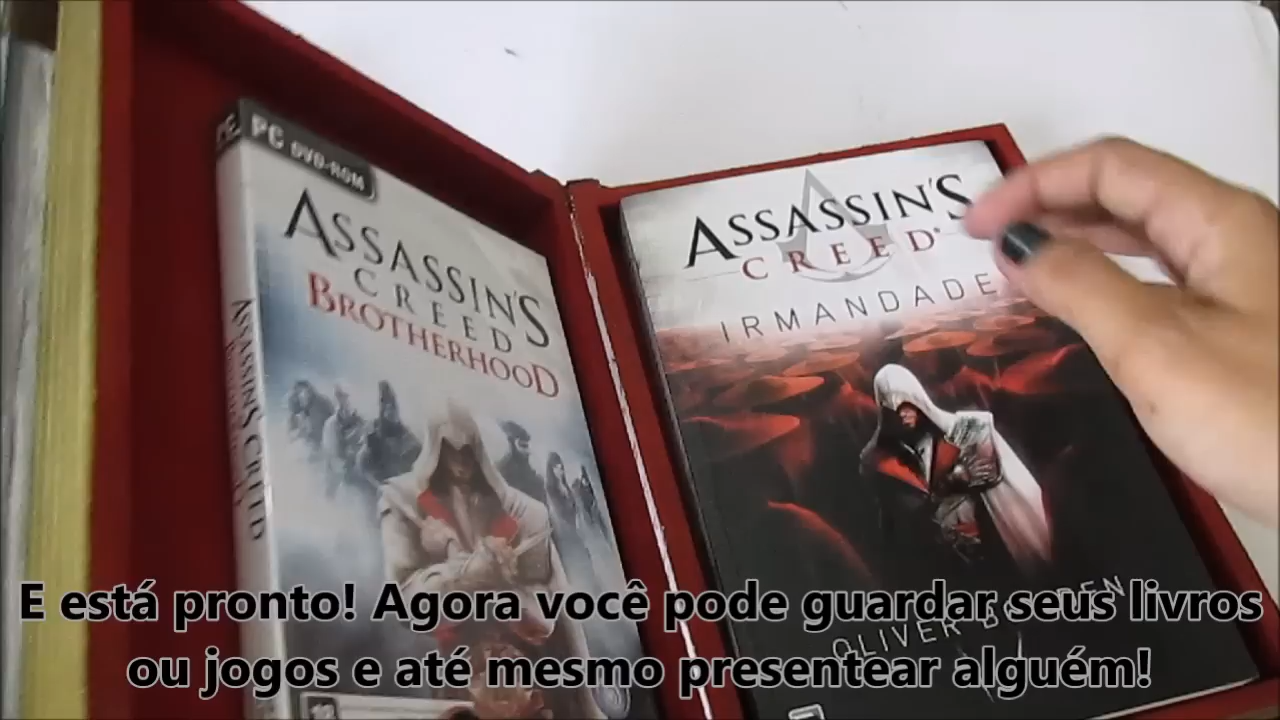 PC DVD-ROM
ASSASSIN'S
CREED
BROTHERHOOD
ASSASSIN'S CREED
ASSASSIN'S
CREED
IRMANDADE
OLIVER BOWDEN
E está pronto! Agora você pode guardar seus livros
ou jogos e até mesmo presentear alguém!